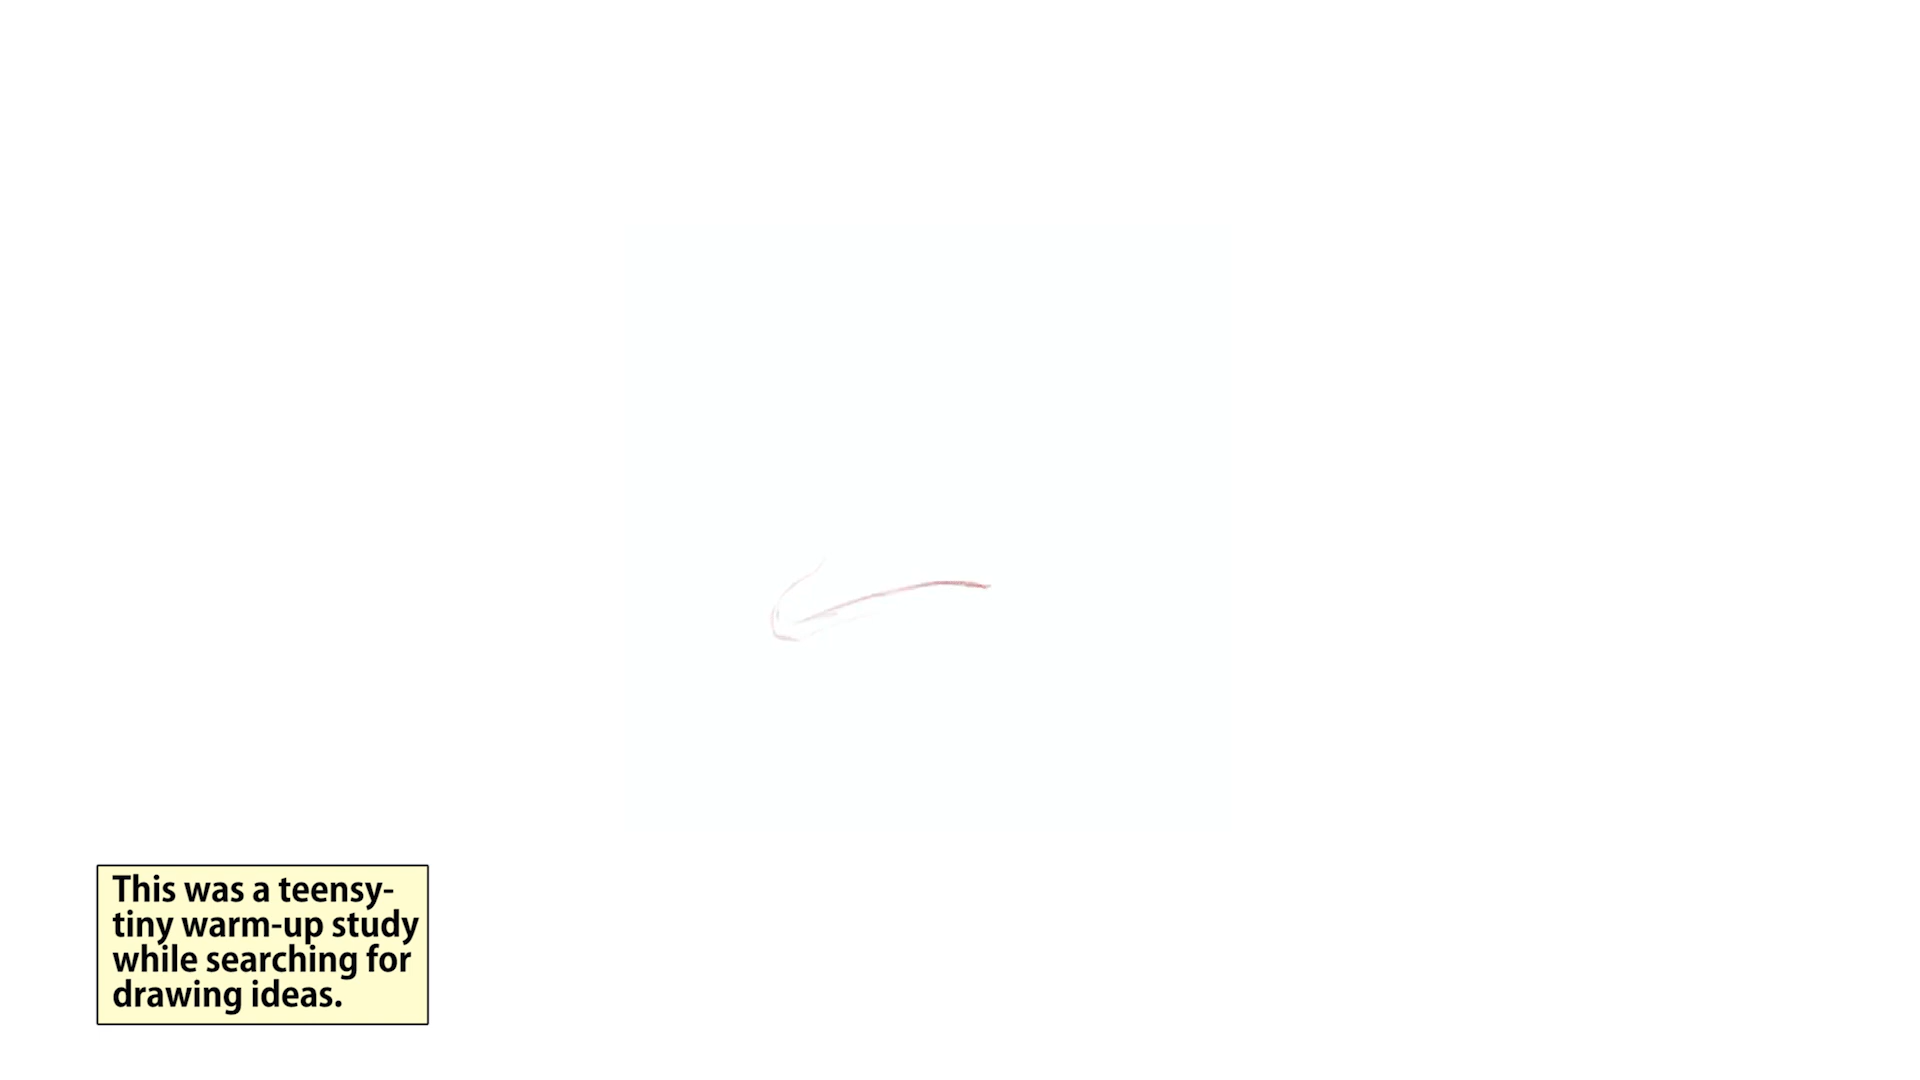 This was a teensy-
tiny warm-up study
while searching for
drawing ideas.